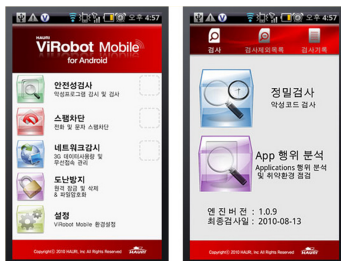 오후 4:57
HAURI
ViRobot Mobile
for Android
안전성검사
악성프로그램 감시 및 검사
스팸차단
전화 및 문자 스팸차단
네트워크감시
3G 데이터사용량 및
무선접속 관리
도난방지
원격 잠금 및 삭제
& 파일암호화
설정
ViRobot Mobile 환경설정
Copyright© 2010 HAURI, Inc All Rights Reserved
HAURI
오후 4:57
검사
검사제외목록
검사기록
정밀검사
악성코드 검사
App 행위 분석
Applications 행위 분석
및 취약환경 점검
엔진버전 : 1.0.9
최종검사일 : 2010-08-13
Copyright© 2010 HAURI, Inc All Rights Reserved
HAURI